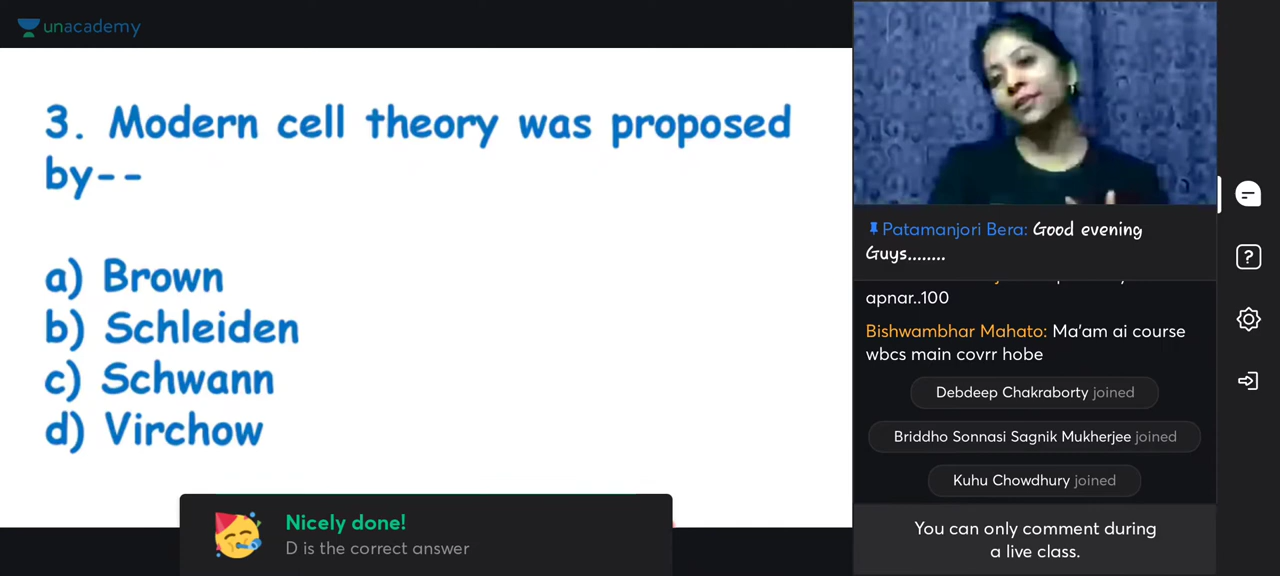 unacademy
3. Modern cell theory was proposed
by--
a) Brown
b) Schleiden
c) Schwann
d) Virchow
Nicely done!
D is the correct answer
Patamanjori Bera: Good evening
Guys........
apnar..100
Bishwambhar Mahato: Ma'am ai course
wbcs main covrr hobe
Debdeep Chakraborty joined
Briddho Sonnasi Sagnik Mukherjee joined
Kuhu Chowdhury joined
You can only comment during
a live class.